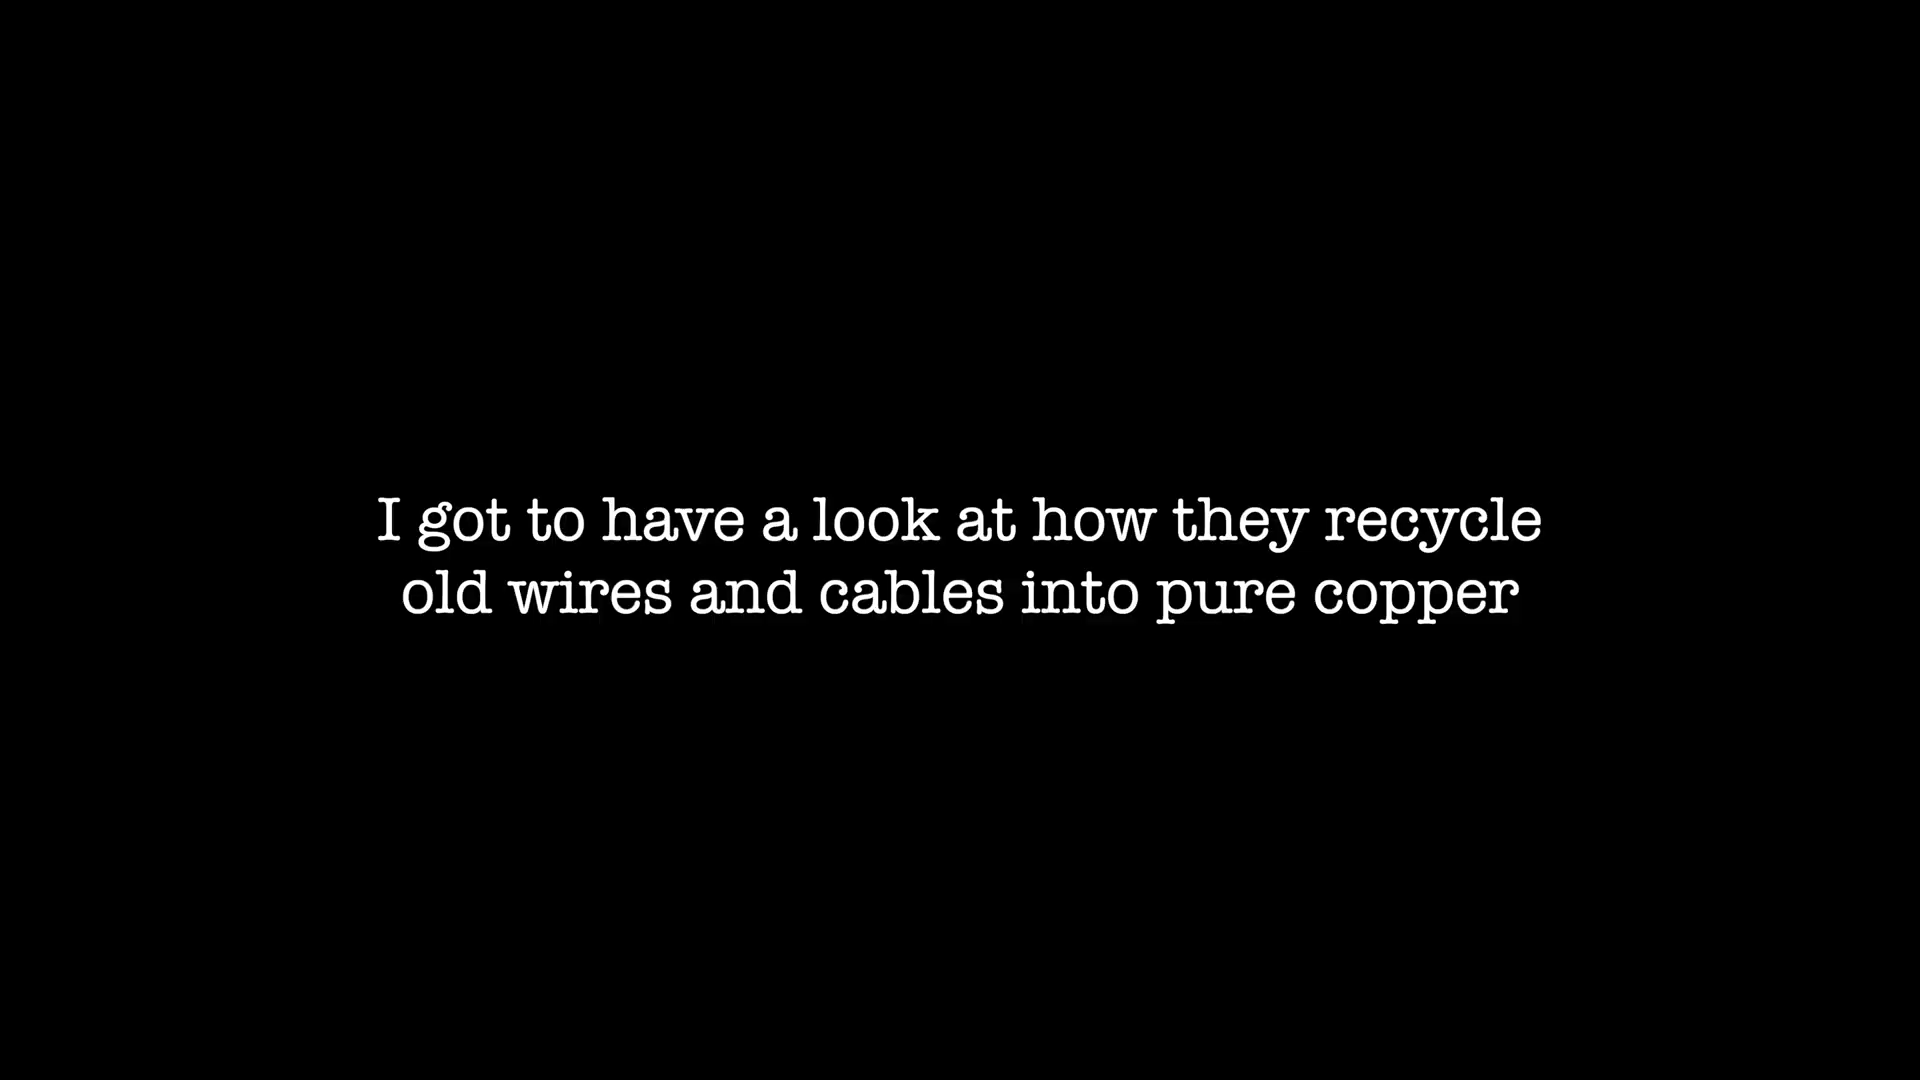 I got to have a look at how they recycle
old wires and cables into pure copper